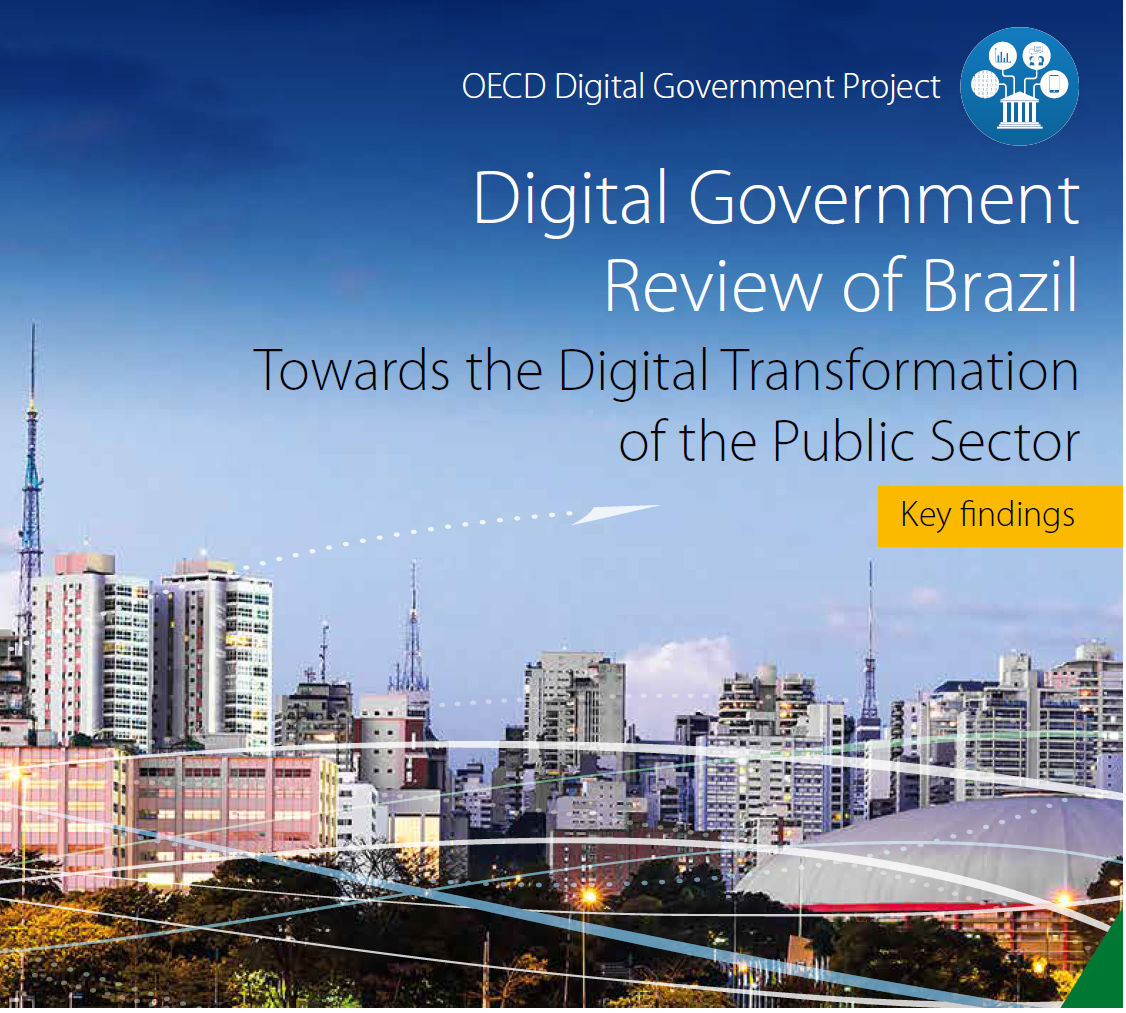 OECD Digital Government Project
Digital Government
Review of Brazil
Towards the Digital Transformation
of the Public Sector
Key findings